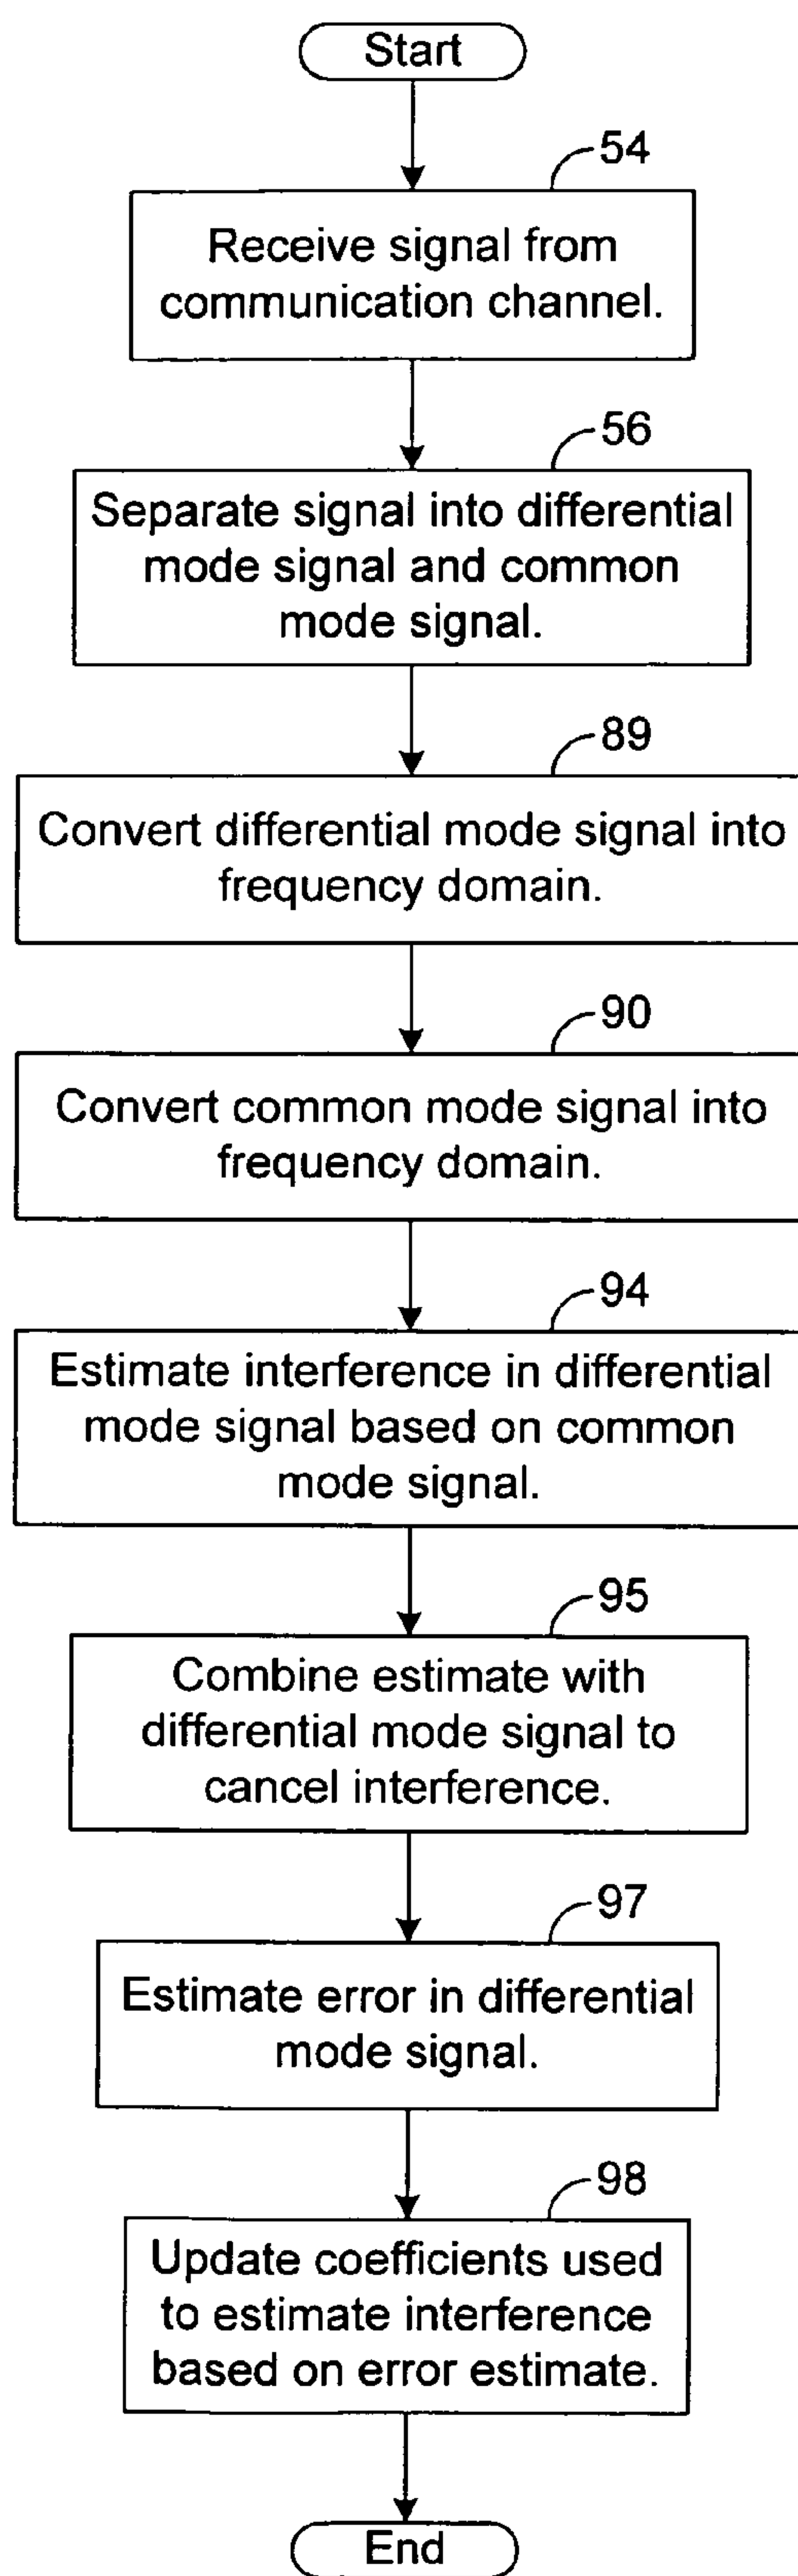 Start
54
Receive signal from
communication channel.
56
Separate signal into differential
mode signal and common
mode signal.
89
Convert differential mode signal into
frequency domain.
90
Convert common mode signal into
frequency domain.
94
Estimate interference in differential
mode signal based on common
mode signal.
95
Combine estimate with
differential mode signal to
cancel interference.
97
Estimate error in differential
mode signal.
98
Update coefficients used
to estimate interference
based on error estimate.
End